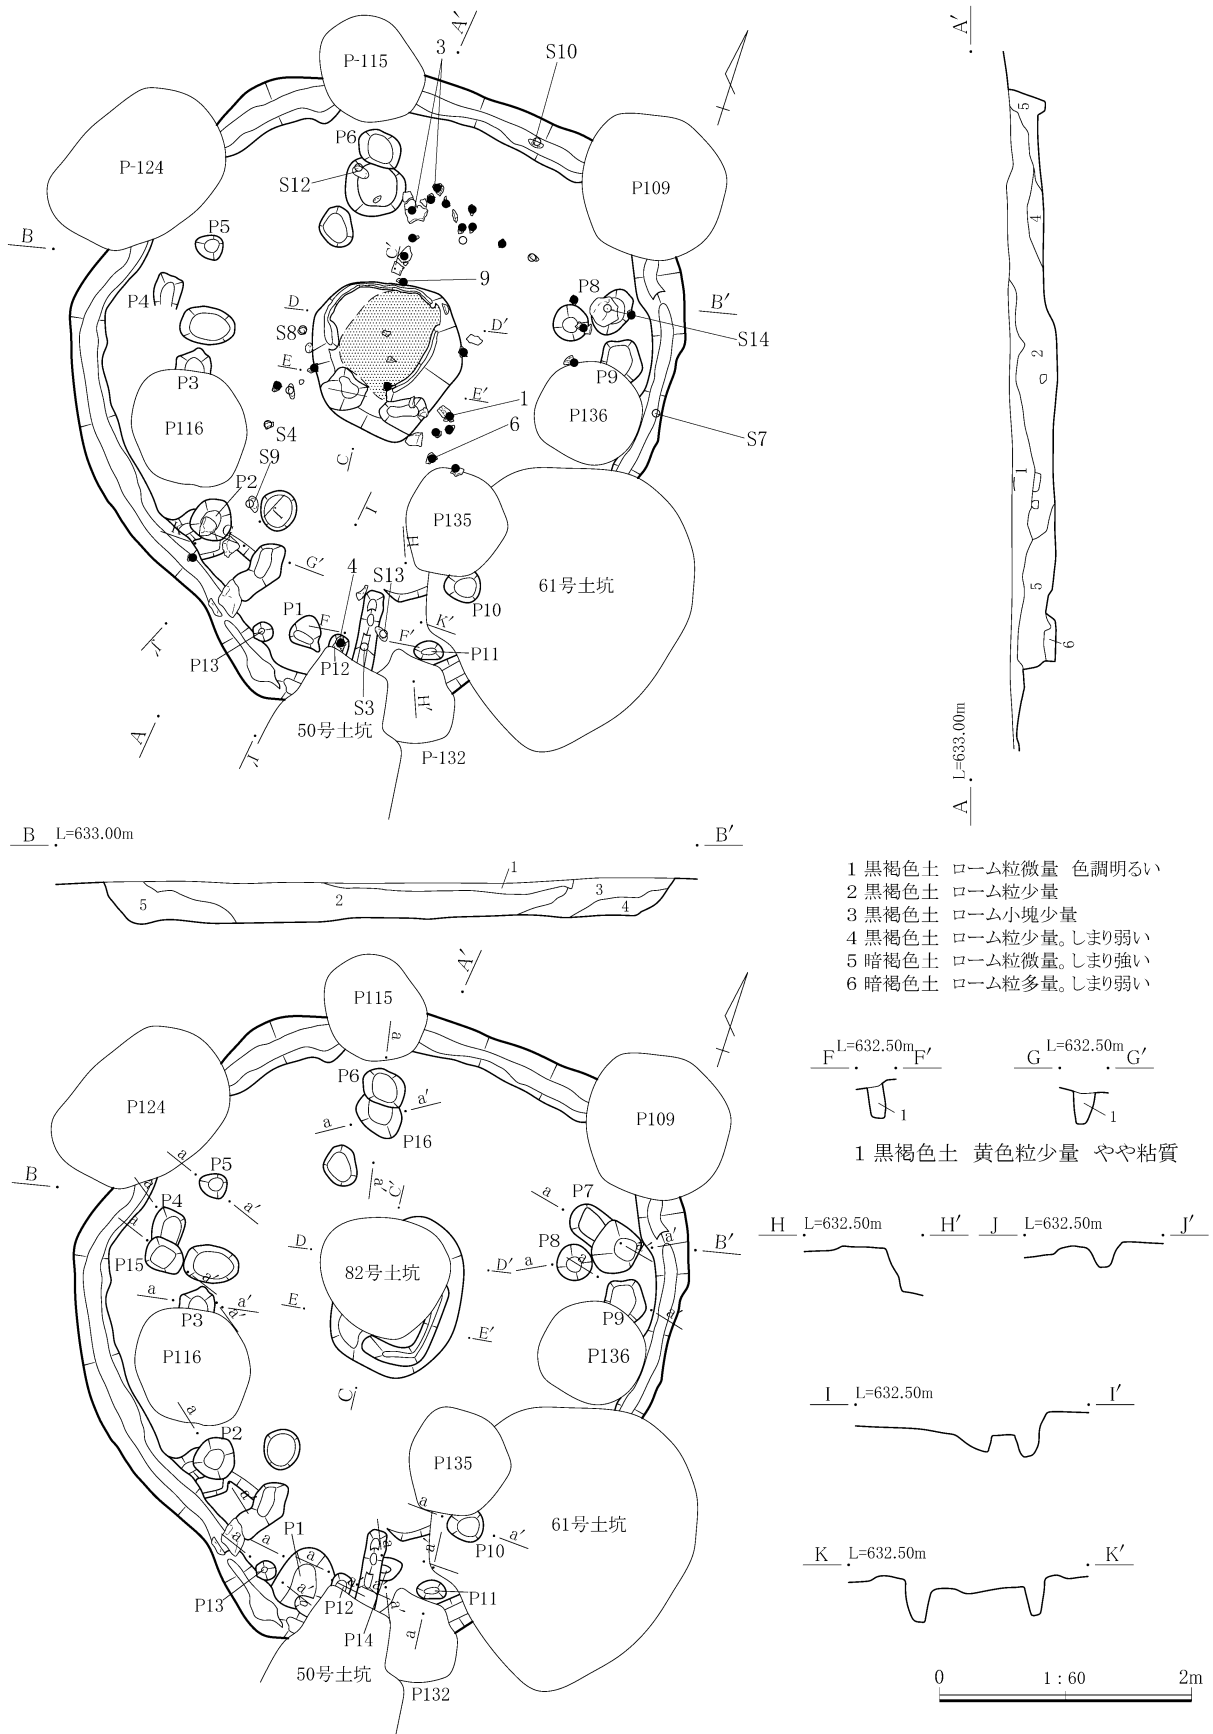 A′
3
S10
P-115
P6
P-124
S12
P109
B
P5
C′
9
P8
B′
P4
D
S8
D′
S14
P3
E
E′
P9
1
P116
P136
6
S4
S7
S9
C
P2
I′
I
P135
K
H
G′
4
S13
61号土坑
P1
P10
F
K′
F′
P13
P12
P11
H′
S3
A
50号土坑
P-132
A′
5
4
2
1
5
6
L=633.00m
A
B
L=633.00m
B′
1
3
5
2
4
1 黒褐色土 ローム粒微量 色調明るい
2 黒褐色土 ローム粒少量
3 黒褐色土 ローム小塊少量
4 黒褐色土 ローム粒少量。しまり弱い
5 暗褐色土 ローム粒微量。しまり強い
6 暗褐色土 ローム粒多量。しまり弱い
F L=632.50m F′
G L=632.50m G′
1
1
1 黒褐色土 黄色粒少量 やや粘質
H L=632.50m H′
J L=632.50m J′
I L=632.50m I′
K L=632.50m K′
0 1 : 60 2m
A′
P115
a
P6
P124
a′
P109
a
P16
B
a
P5
a′
C′
a
P7
a
P4
a′
a
D
P8
a′
B′
P15
82号土坑
D′
a
a
a′
a
a′
E
P3
a′
E′
P9
a′
P116
P136
C
a
P2
P135
a
61号土坑
a
P1
P10
a′
a
a
a
a′
P13
a′
P12
P11
a′
P14
a
50号土坑
P132